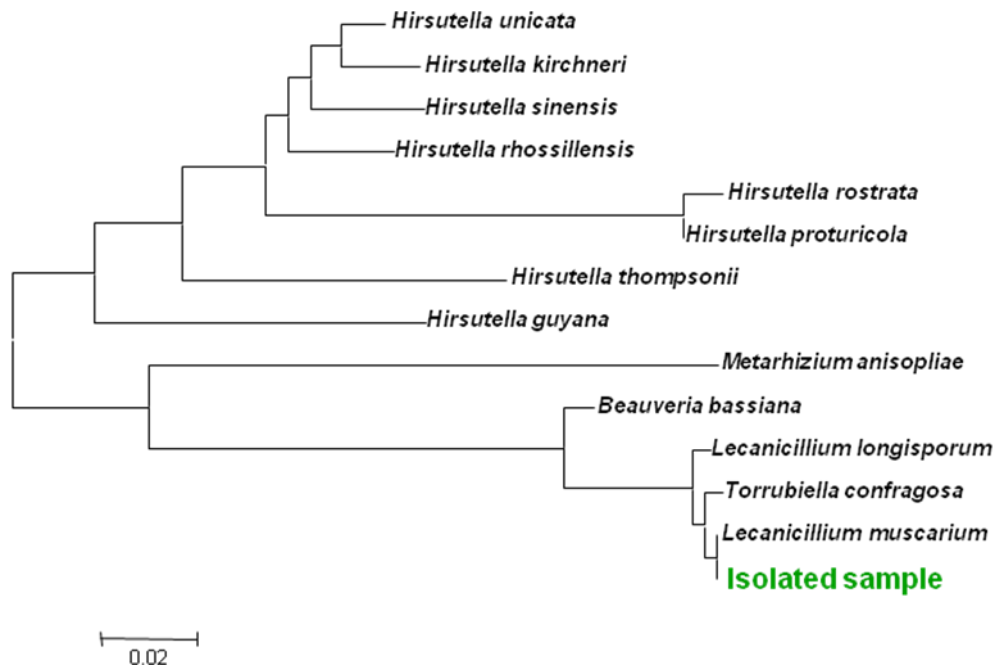 Hirsutella unicata
Hirsutella kirchneri
Hirsutella sinensis
Hirsutella rhossillensis
Hirsutella rostrata
Hirsutella proturicola
Hirsutella thompsonii
Hirsutella guyana
Metarhizium anisopliae
Beauveria bassiana
Lecanicillium longisporum
Torrubiella confragosa
Lecanicillium muscarium
Isolated sample
0.02